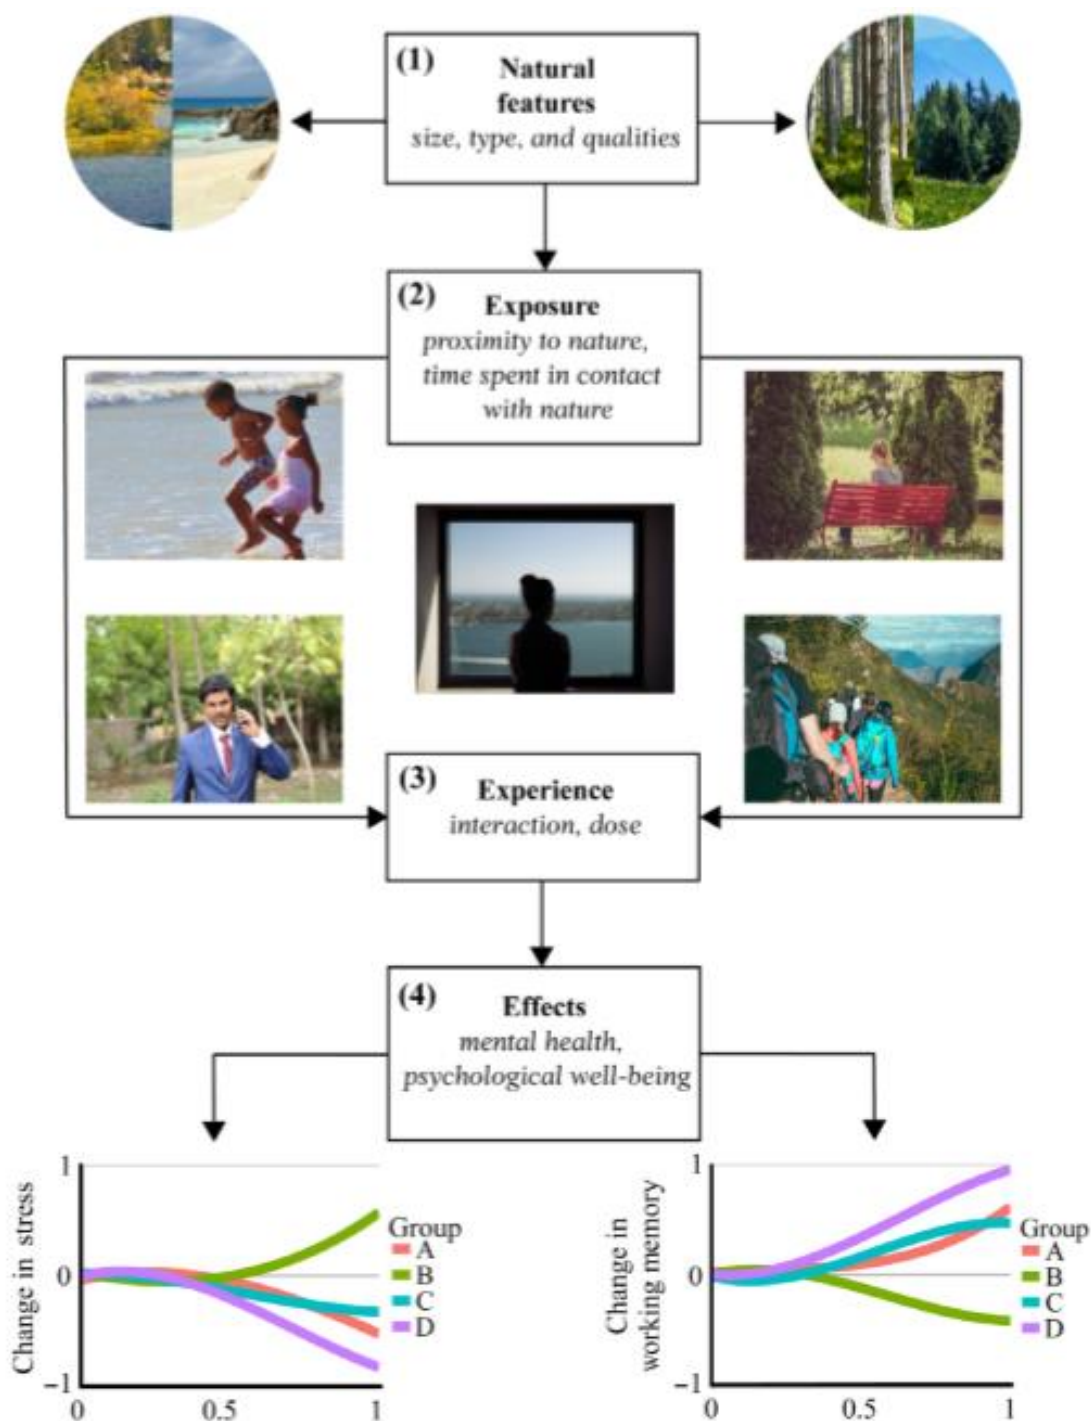 (1)
Natural
features
size, type, and qualities
(2)
Exposure
proximity to nature,
time spent in contact
with nature
(3)
Experience
interaction, dose
(4)
Effects
mental health,
psychological well-being
Change in stress
1
0
−1
0 0.5 1
Group
A
B
C
D
Change in
working memory
1
0
−1
0 0.5 1
Group
A
B
C
D